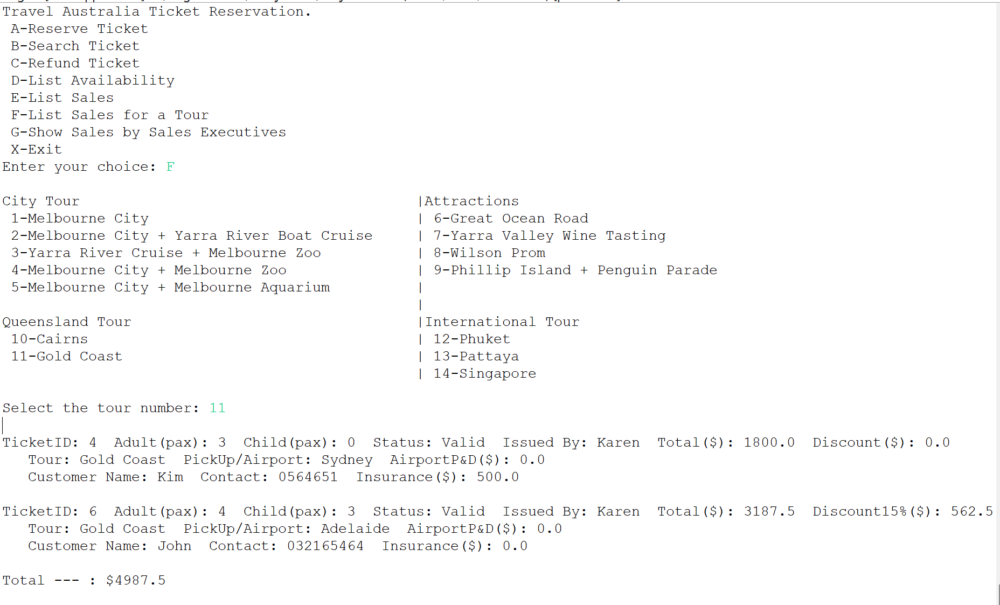 Travel Australia Ticket Reservation.
A-Reserve Ticket
B-Search Ticket
C-Refund Ticket
D-List Availability
E-List Sales
F-List Sales for a Tour
G-Show Sales by Sales Executives
X-Exit
Enter your choice: F
City Tour |Attractions
1-Melbourne City | 6-Great Ocean Road
2-Melbourne City + Yarra River Boat Cruise | 7-Yarra Valley Wine Tasting
3-Yarra River Cruise + Melbourne Zoo | 8-Wilson Prom
4-Melbourne City + Melbourne Zoo | 9-Phillip Island + Penguin Parade
5-Melbourne City + Melbourne Aquarium |
|
Queensland Tour |International Tour
10-Cairns | 12-Phuket
11-Gold Coast | 13-Pattaya
| 14-Singapore
Select the tour number: 11
TicketID: 4 Adult(pax): 3 Child(pax): 0 Status: Valid Issued By: Karen Total($): 1800.0 Discount($): 0.0
Tour: Gold Coast PickUp/Airport: Sydney AirportP&D($): 0.0
Customer Name: Kim Contact: 0564651 Insurance($): 500.0
TicketID: 6 Adult(pax): 4 Child(pax): 3 Status: Valid Issued By: Karen Total($): 3187.5 Discount15%($): 562.5
Tour: Gold Coast PickUp/Airport: Adelaide AirportP&D($): 0.0
Customer Name: John Contact: 032165464 Insurance($): 0.0
Total --- : $4987.5